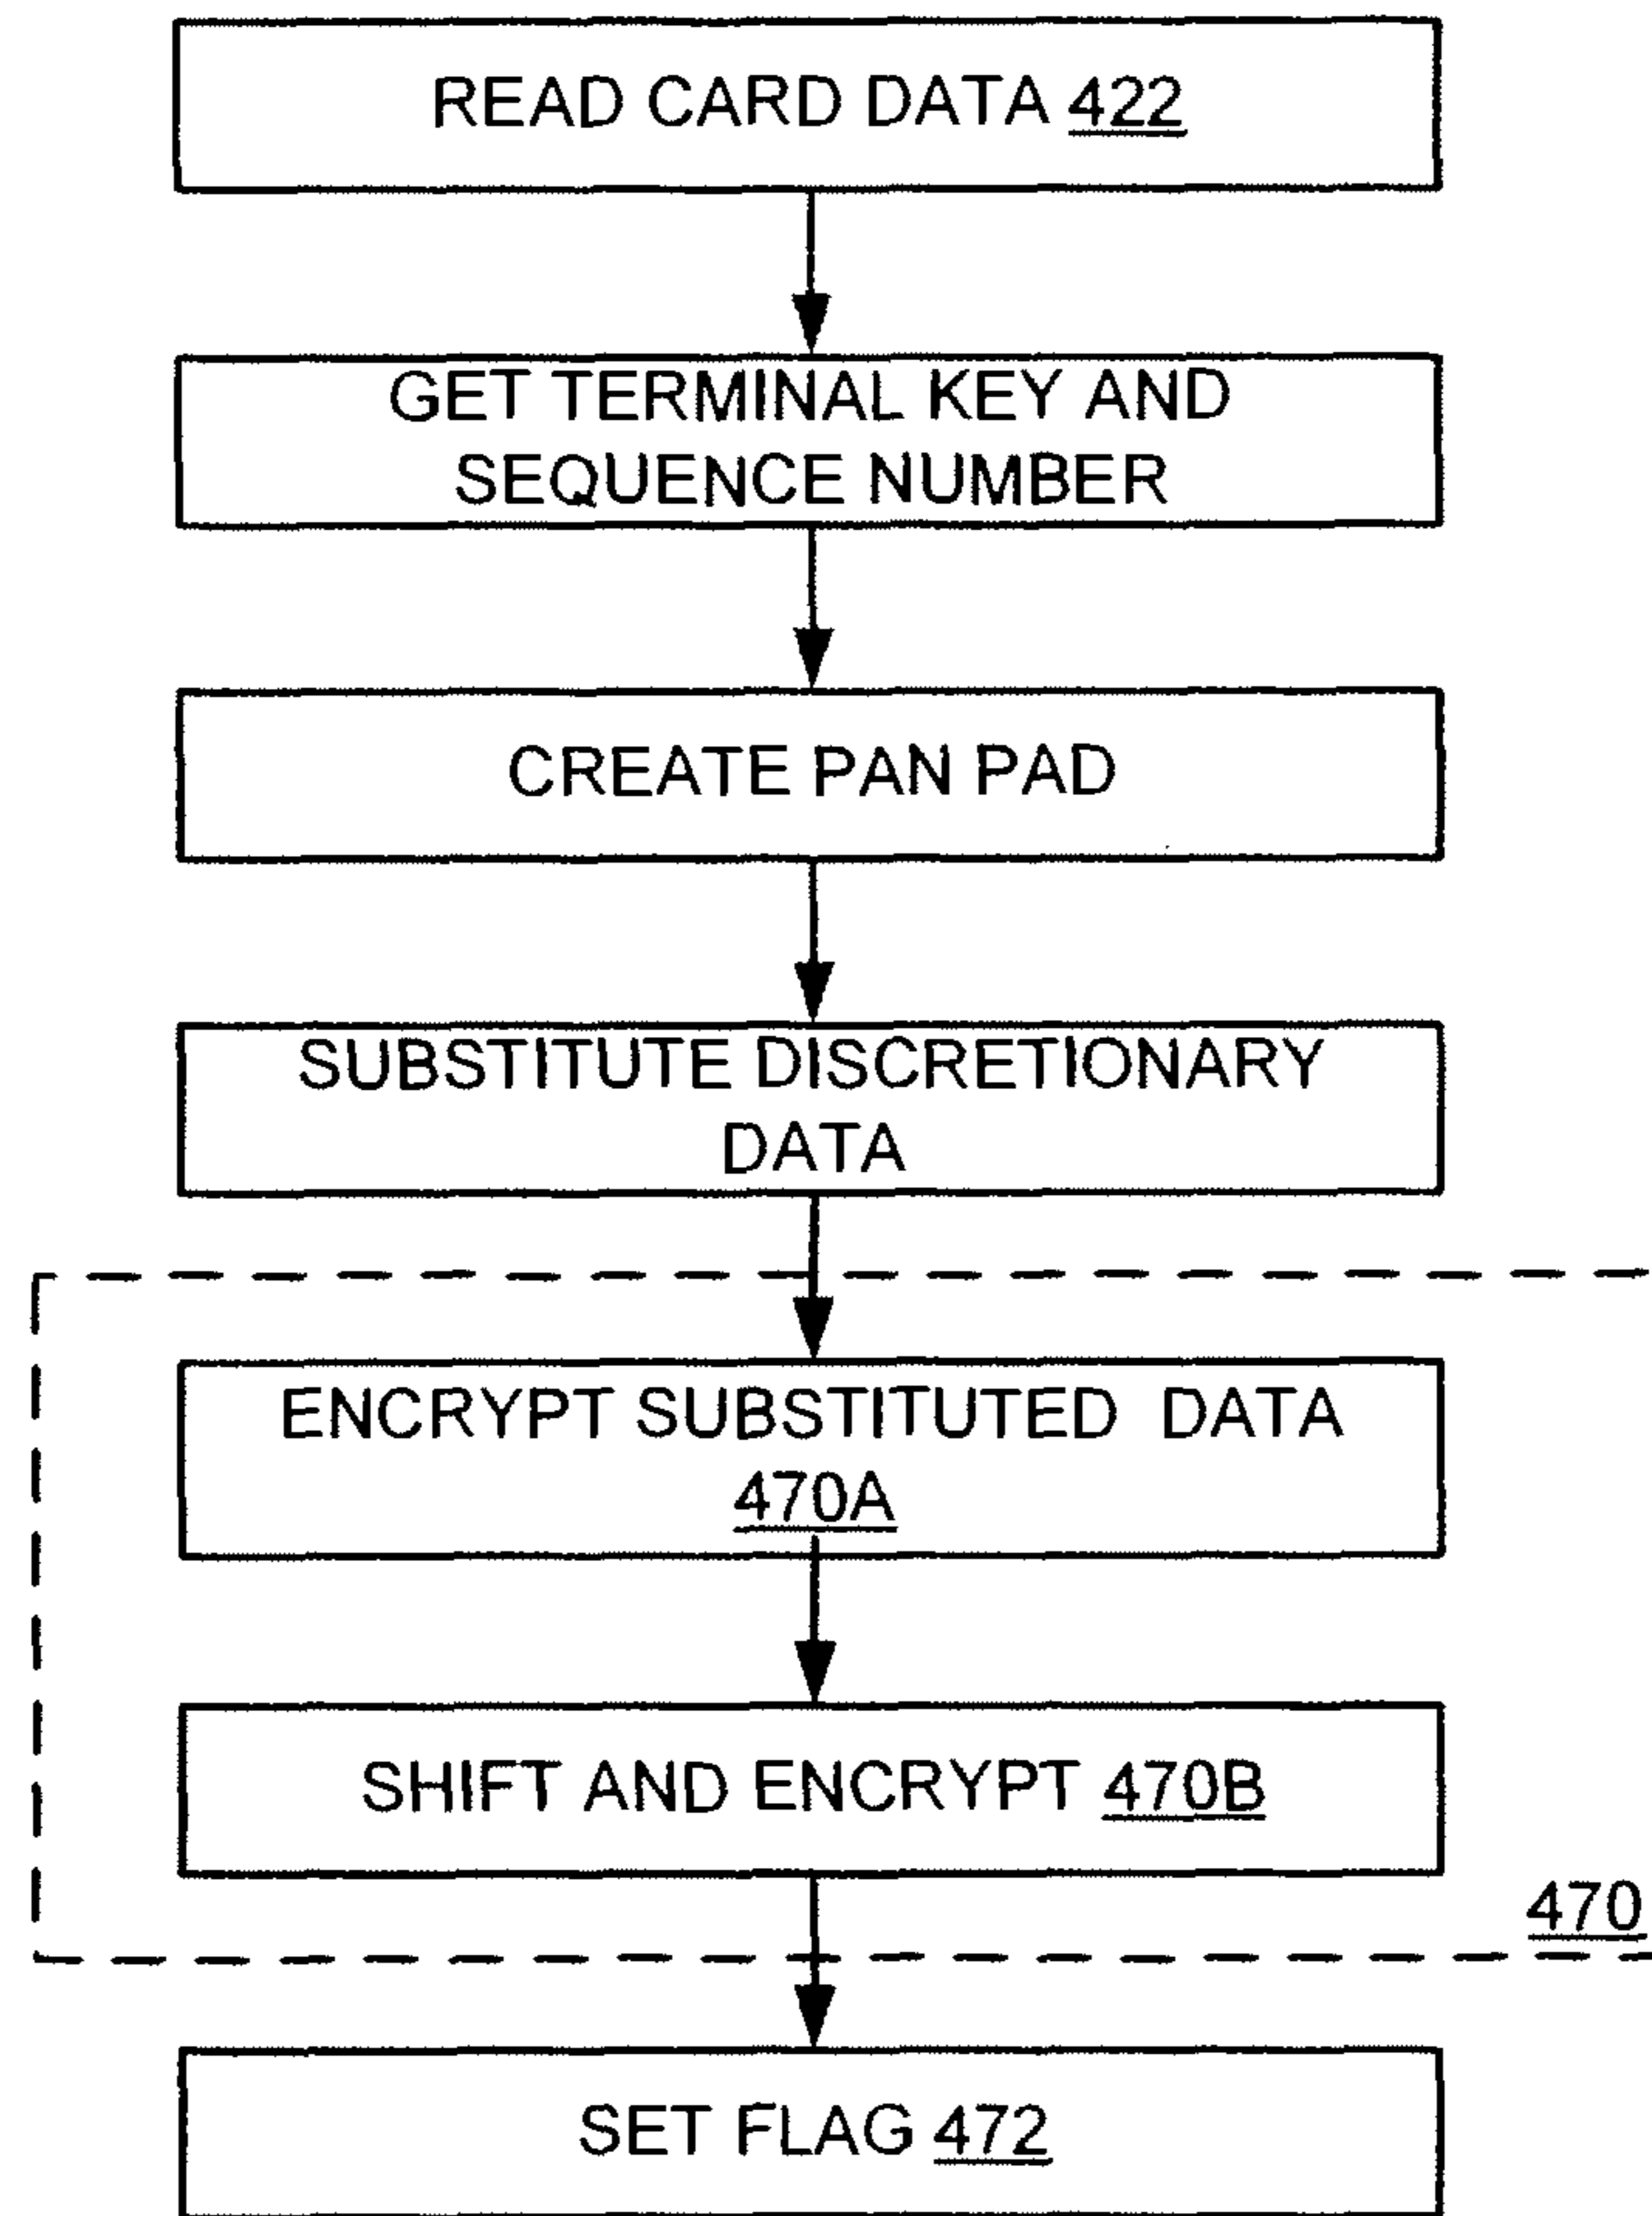 READ CARD DATA 422
GET TERMINAL KEY AND
SEQUENCE NUMBER
CREATE PAN PAD
SUBSTITUTE DISCRETIONARY
DATA
ENCRYPT SUBSTITUTED DATA
470A
SHIFT AND ENCRYPT 470B
470
SET FLAG 472